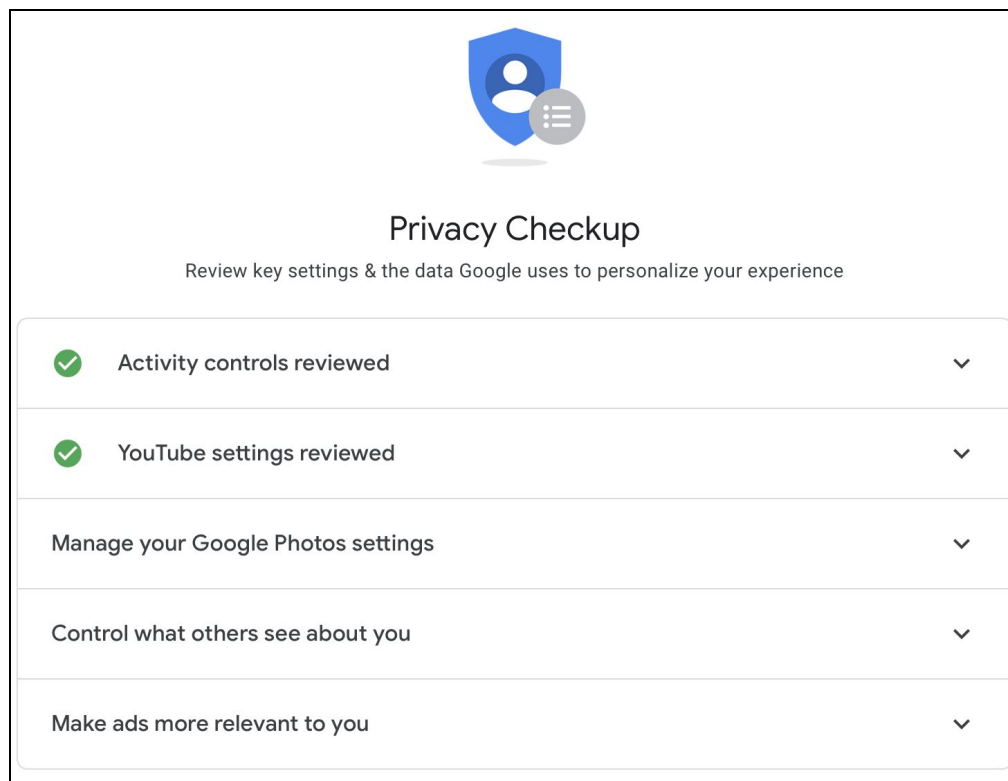 Privacy Checkup
Review key settings & the data Google uses to personalize your experience
Activity controls reviewed
YouTube settings reviewed
Manage your Google Photos settings
Control what others see about you
Make ads more relevant to you